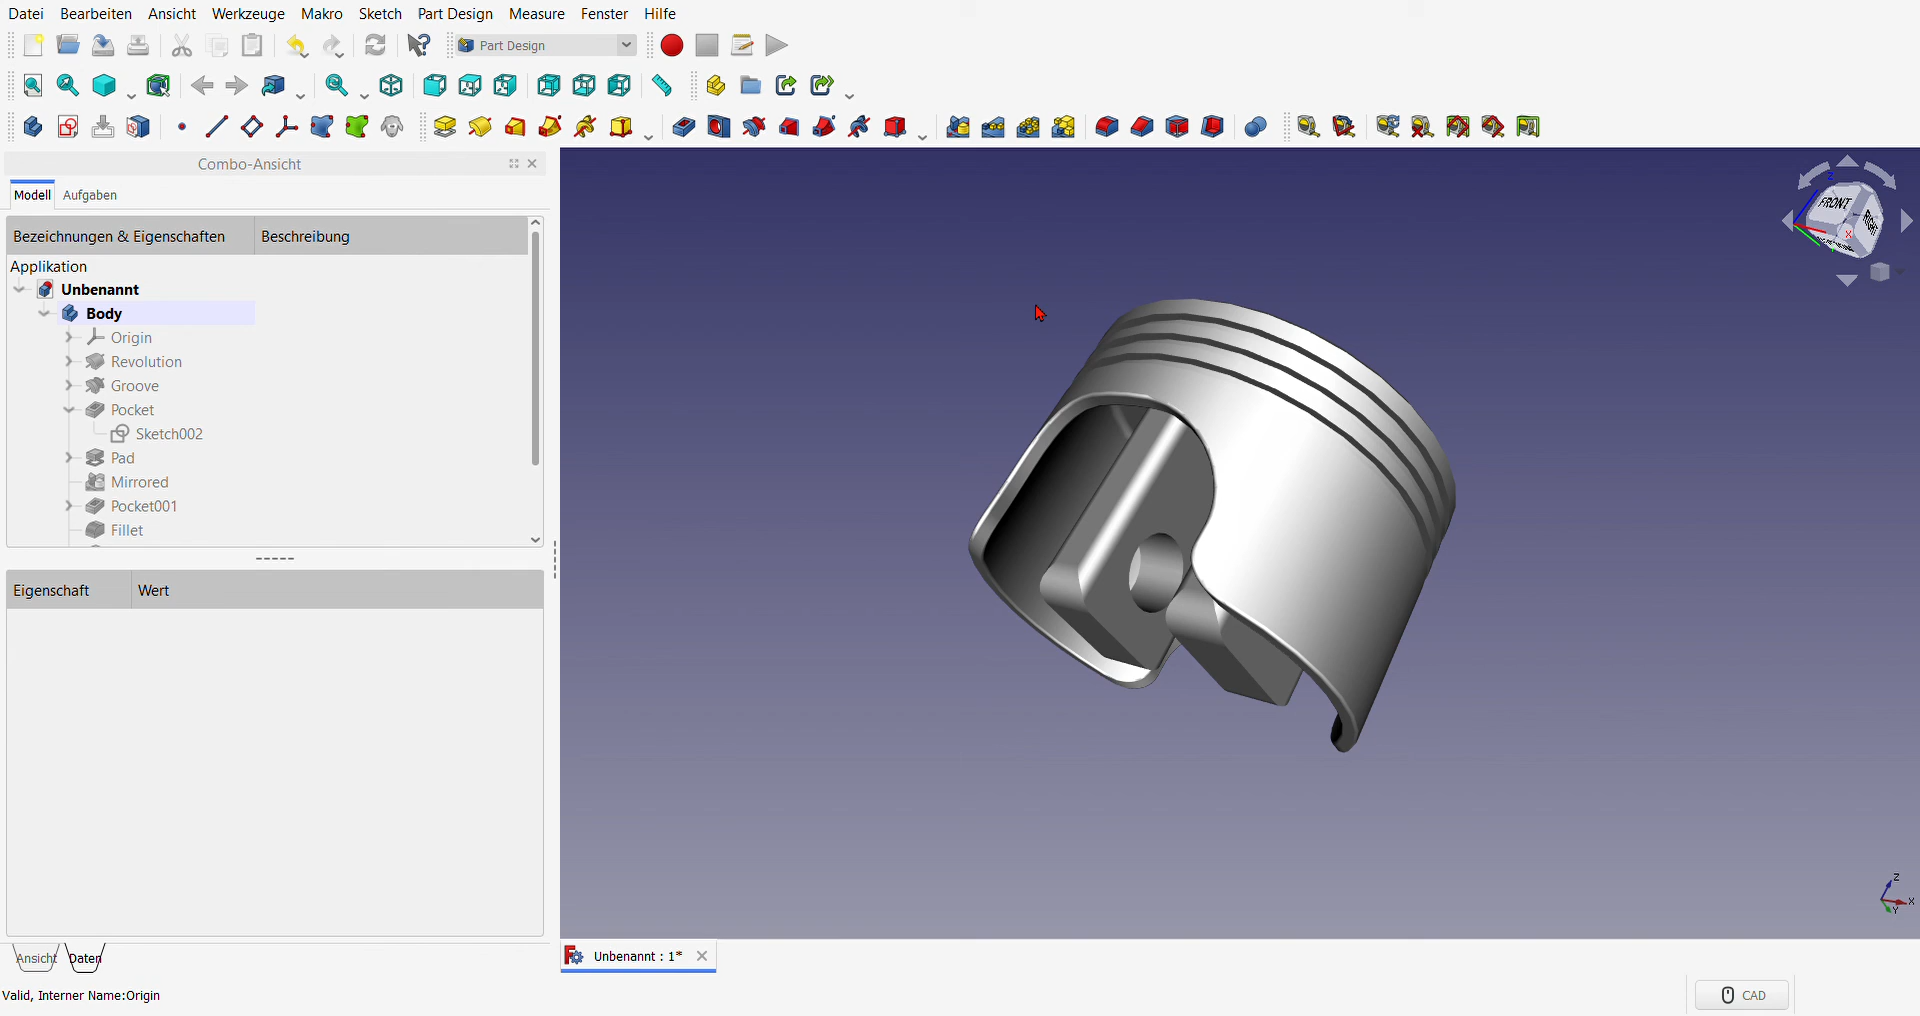 Datei Bearbeiten Ansicht Werkzeuge Makro Sketch Part Design Measure Fenster Hilfe
Part Design
Combo-Ansicht
Modell Aufgaben
Bezeichnungen & Eigenschaften Beschreibung
Applikation
Unbenannt
Body
Origin
Revolution
Groove
Pocket
Sketch002
Pad
Mirrored
Pocket001
Fillet
Eigenschaft Wert
Ansicht Daten
Valid, Interner Name:Origin
Z
FRONT
RIGHT
X
Z
X
Y
Unbenannt : 1*
CAD